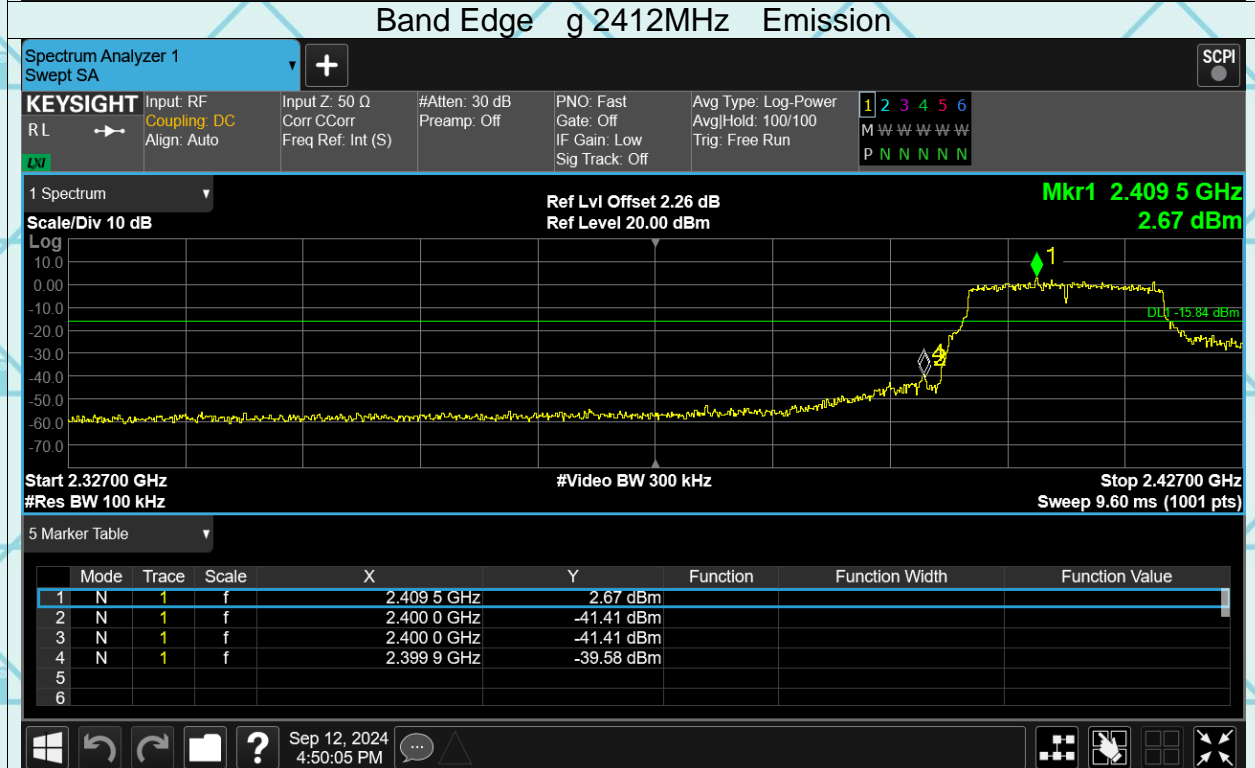 Band Edge g 2412MHz Emission
Spectrum Analyzer 1
Swept SA
+
SCPI
KEYSIGHT
RL
LXI
Input: RF
Coupling: DC
Align: Auto
Input Z: 50 Ω
Corr CCorr
Freq Ref: Int (S)
#Atten: 30 dB
Preamp: Off
PNO: Fast
Gate: Off
IF Gain: Low
Sig Track: Off
Avg Type: Log-Power
Avg|Hold: 100/100
Trig: Free Run
1 2 3 4 5 6
M W W W W W
P N N N N N
1 Spectrum
Scale/Div 10 dB
Ref Lvl Offset 2.26 dB
Ref Level 20.00 dBm
Mkr1 2.409 5 GHz
2.67 dBm
Log
10.0
0.00
-10.0
-20.0
-30.0
-40.0
-50.0
-60.0
-70.0
1
DL1 -15.84 dBm
4
Start 2.32700 GHz
#Video BW 300 kHz
Stop 2.42700 GHz
#Res BW 100 kHz
Sweep 9.60 ms (1001 pts)
5 Marker Table
Mode Trace Scale X Y Function Function Width Function Value
1 N 1 f 2.409 5 GHz 2.67 dBm
2 N 1 f 2.400 0 GHz -41.41 dBm
3 N 1 f 2.400 0 GHz -41.41 dBm
4 N 1 f 2.399 9 GHz -39.58 dBm
5
6
?
Sep 12, 2024
4:50:05 PM